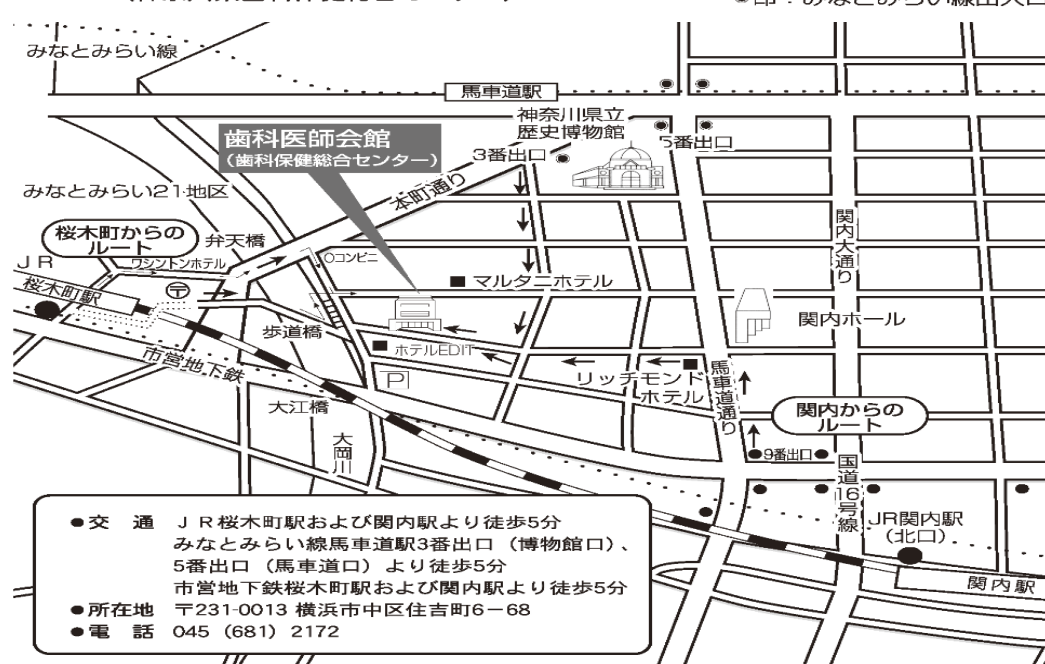 印：みなとみらい線出入口
みなとみらい線
馬車道駅
神奈川県立
歴史博物館
歯科医師会館
（歯科保健総合センター）
3番出口
5番出口
みなとみらい21地区
本町通り
桜木町からの
ルート
弁天橋
ワシントンホテル
コンビニ
関内大通り
JR
桜木町駅
〒
マルタニホテル
歩道橋
関内ホール
ホテルEDIT
市営地下鉄
P
リッチモンド
ホテル
馬車道通り
大江橋
関内からの
ルート
大岡川
9番出口
国道16号線
JR関内駅
（北口）
関内駅
●交　通　ＪＲ桜木町駅および関内駅より徒歩5分
みなとみらい線馬車道駅3番出口（博物館口）、
5番出口（馬車道口）より徒歩5分
市営地下鉄桜木町駅および関内駅より徒歩5分
●所在地　〒231-0013 横浜市中区住吉町6－68
●電　話　045（681）2172